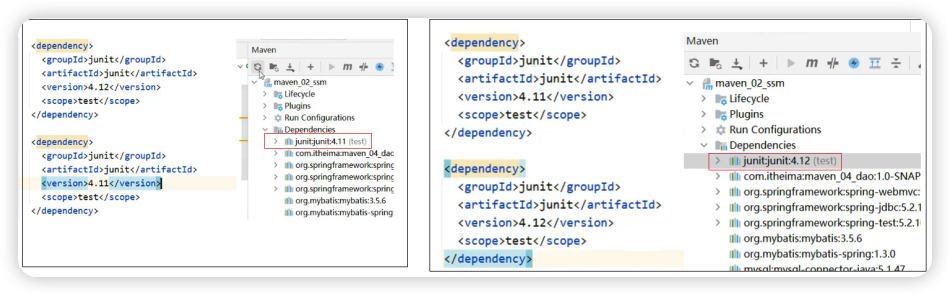 <dependency>
<groupId>junit</groupId>
<artifactId>junit</artifactId>
<version>4.12</version>
<scope>test</scope>
</dependency>
<dependency>
<groupId>junit</groupId>
<artifactId>junit</artifactId>
<version>4.11</version>
<scope>test</scope>
</dependency>
Maven
maven_02_ssm
Lifecycle
Plugins
Run Configurations
Dependencies
junit:junit:4.11 (test)
com.itheima:maven_04_dao
org.springframework:spring
org.springframework:spring
org.springframework:spring
org.mybatis:mybatis:3.5.6
org.mybatis:mybatis-spring
<dependency>
<groupId>junit</groupId>
<artifactId>junit</artifactId>
<version>4.11</version>
<scope>test</scope>
</dependency>
<dependency>
<groupId>junit</groupId>
<artifactId>junit</artifactId>
<version>4.12</version>
<scope>test</scope>
</dependency>
Maven
maven_02_ssm
Lifecycle
Plugins
Run Configurations
Dependencies
junit:junit:4.12 (test)
com.itheima:maven_04_dao:1.0-SNAP
org.springframework:spring-webmvc:
org.springframework:spring-jdbc:5.2.1
org.springframework:spring-test:5.2.1
org.mybatis:mybatis:3.5.6
org.mybatis:mybatis-spring:1.3.0
mysql:mysql-connector-java:5.1.47